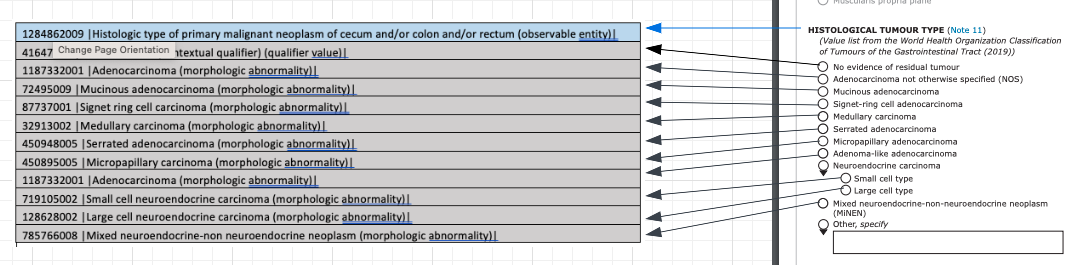 Muscularis propria plane
1284862009 |Histologic type of primary malignant neoplasm of cecum and/or colon and/or rectum (observable entity)|
41647
Change Page Orientation
textual qualifier) (qualifier value)|
1187332001 |Adenocarcinoma (morphologic abnormality)|
72495009 |Mucinous adenocarcinoma (morphologic abnormality)|
87737001 |Signet ring cell carcinoma (morphologic abnormality)|
32913002 |Medullary carcinoma (morphologic abnormality)|
450948005 |Serrated adenocarcinoma (morphologic abnormality)|
450895005 |Micropapillary carcinoma (morphologic abnormality)|
1187332001 |Adenocarcinoma (morphologic abnormality)|
719105002 |Small cell neuroendocrine carcinoma (morphologic abnormality)|
128628002 |Large cell neuroendocrine carcinoma (morphologic abnormality)|
785766008 |Mixed neuroendocrine-non neuroendocrine neoplasm (morphologic abnormality)|
HISTOLOGICAL TUMOUR TYPE (Note 11)
(Value list from the World Health Organization Classification
of Tumours of the Gastrointestinal Tract (2019))
No evidence of residual tumour
Adenocarcinoma not otherwise specified (NOS)
Mucinous adenocarcinoma
Signet-ring cell adenocarcinoma
Medullary carcinoma
Serrated adenocarcinoma
Micropapillary adenocarcinoma
Adenoma-like adenocarcinoma
Neuroendocrine carcinoma
Small cell type
Large cell type
Mixed neuroendocrine-non-neuroendocrine neoplasm
(MiNEN)
Other, specify